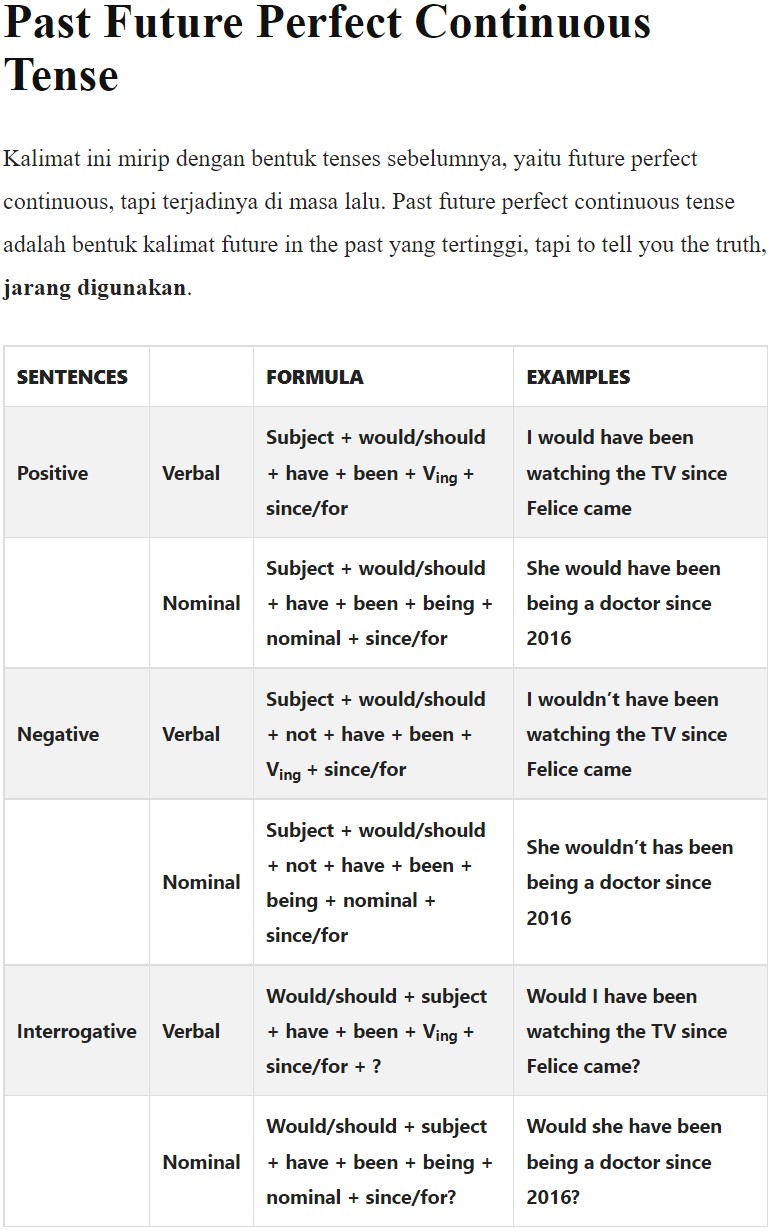 Past Future Perfect Continuous
Tense
Kalimat ini mirip dengan bentuk tenses sebelumnya, yaitu future perfect
continuous, tapi terjadinya di masa lalu. Past future perfect continuous tense
adalah bentuk kalimat future in the past yang tertinggi, tapi to tell you the truth,
jarang digunakan.
SENTENCES FORMULA EXAMPLES
Positive Verbal
Subject + would/should
+ have + been + Ving +
since/for
I would have been
watching the TV since
Felice came
Nominal
Subject + would/should
+ have + been + being +
nominal + since/for
She would have been
being a doctor since
2016
Negative Verbal
Subject + would/should
+ not + have + been +
Ving + since/for
I wouldn’t have been
watching the TV since
Felice came
Nominal
Subject + would/should
+ not + have + been +
being + nominal +
since/for
She wouldn’t has been
being a doctor since
2016
Interrogative Verbal
Would/should + subject
+ have + been + Ving +
since/for + ?
Would I have been
watching the TV since
Felice came?
Nominal
Would/should + subject
+ have + been + being +
nominal + since/for?
Would she have been
being a doctor since
2016?